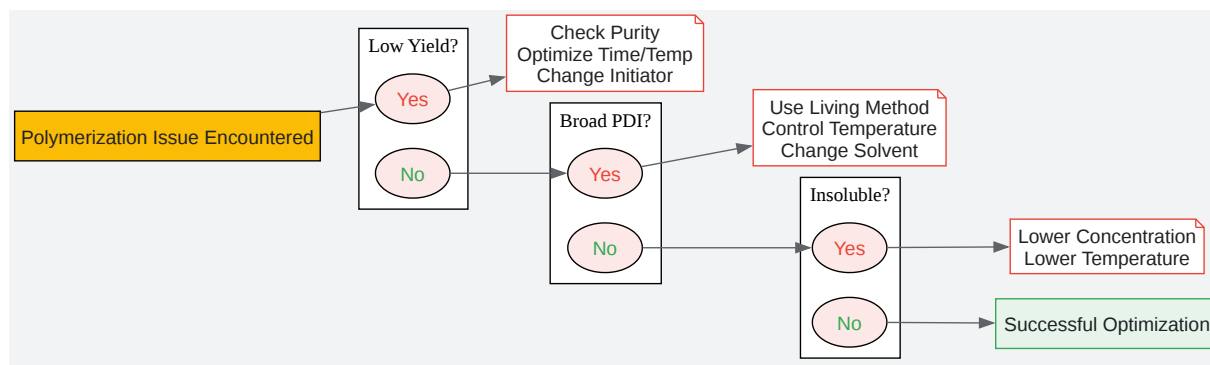 Polymerization Issue Encountered
Low Yield?
Yes
No
Check Purity
Optimize Time/Temp
Change Initiator
Broad PDI?
Yes
No
Use Living Method
Control Temperature
Change Solvent
Insoluble?
Yes
No
Lower Concentration
Lower Temperature
Successful Optimization